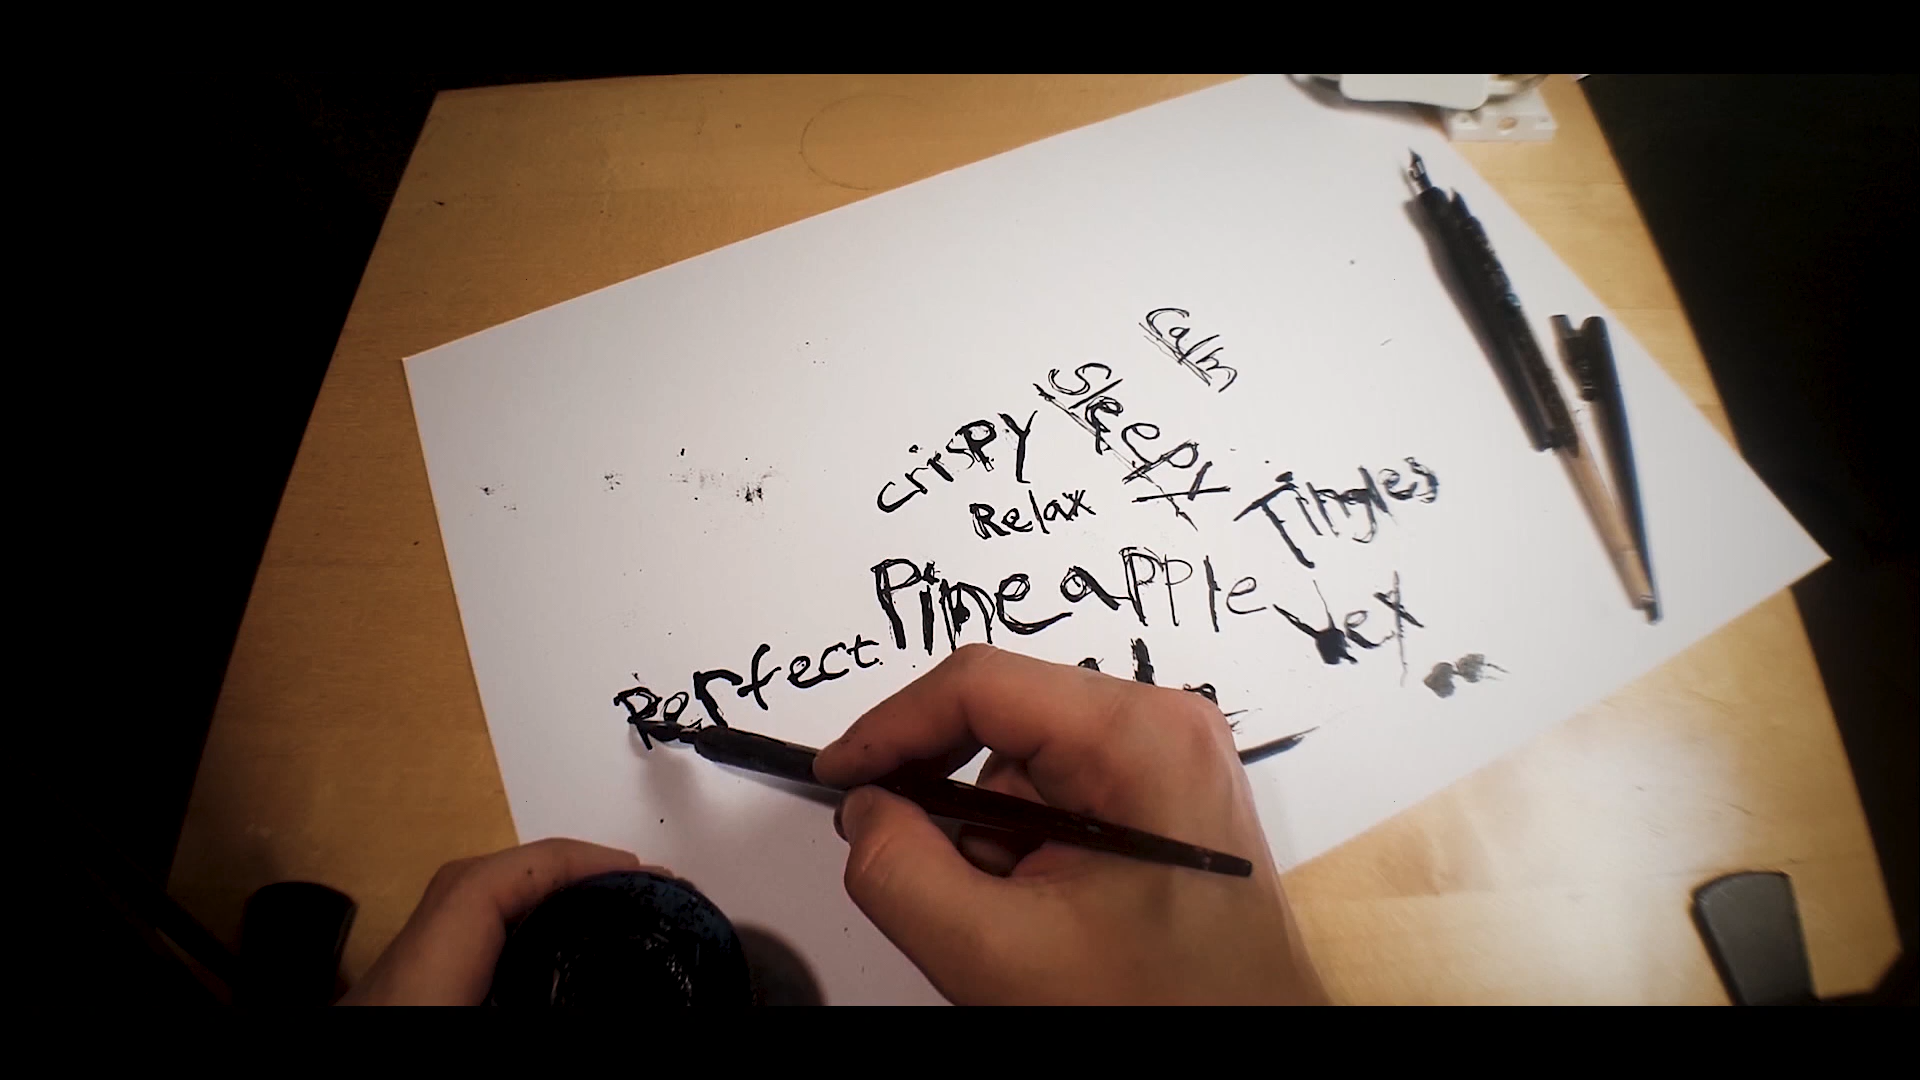 Calm
Sleepy
Crispy
Relax
Tingles
Pineapple
Vex
Perfect